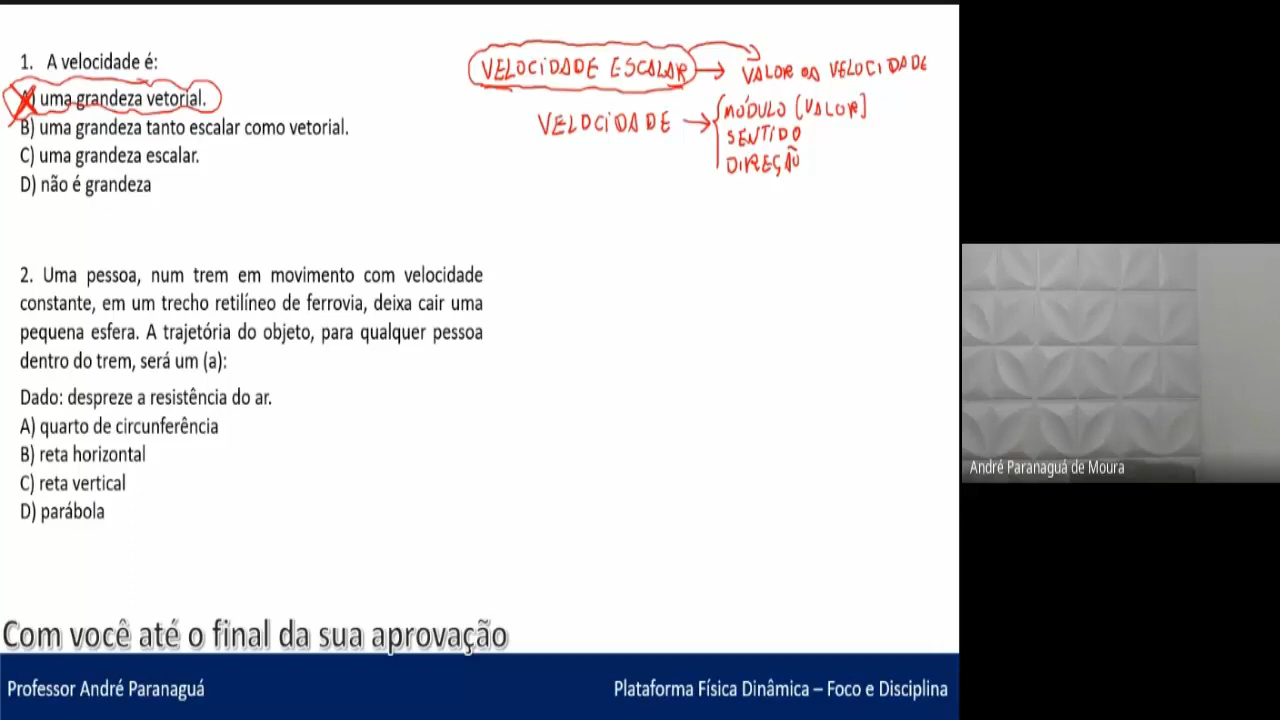 1. A velocidade é:
A) uma grandeza vetorial.
B) uma grandeza tanto escalar como vetorial.
C) uma grandeza escalar.
D) não é grandeza
VELOCIDADE ESCALAR → VALOR DA VELOCIDADE
VELOCIDADE → MÓDULO (VALOR)
SENTIDO
DIREÇÃO
2. Uma pessoa, num trem em movimento com velocidade
constante, em um trecho retilíneo de ferrovia, deixa cair uma
pequena esfera. A trajetória do objeto, para qualquer pessoa
dentro do trem, será um (a):
Dado: despreze a resistência do ar.
A) quarto de circunferência
B) reta horizontal
C) reta vertical
D) parábola
André Paranaguá de Moura
Com você até o final da sua aprovação
Professor André Paranaguá
Plataforma Física Dinâmica – Foco e Disciplina